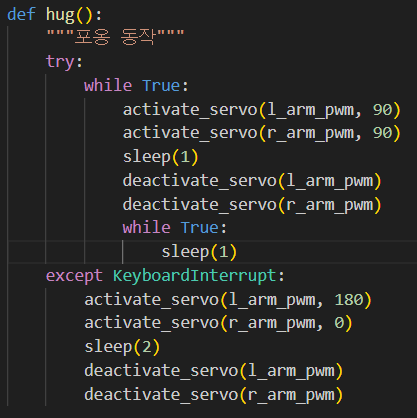 def hug():
    """포옹 동작"""
    try:
        while True:
            activate_servo(l_arm_pwm, 90)
            activate_servo(r_arm_pwm, 90)
            sleep(1)
            deactivate_servo(l_arm_pwm)
            deactivate_servo(r_arm_pwm)
            while True:
                sleep(1)
    except KeyboardInterrupt:
        activate_servo(l_arm_pwm, 180)
        activate_servo(r_arm_pwm, 0)
        sleep(2)
        deactivate_servo(l_arm_pwm)
        deactivate_servo(r_arm_pwm)